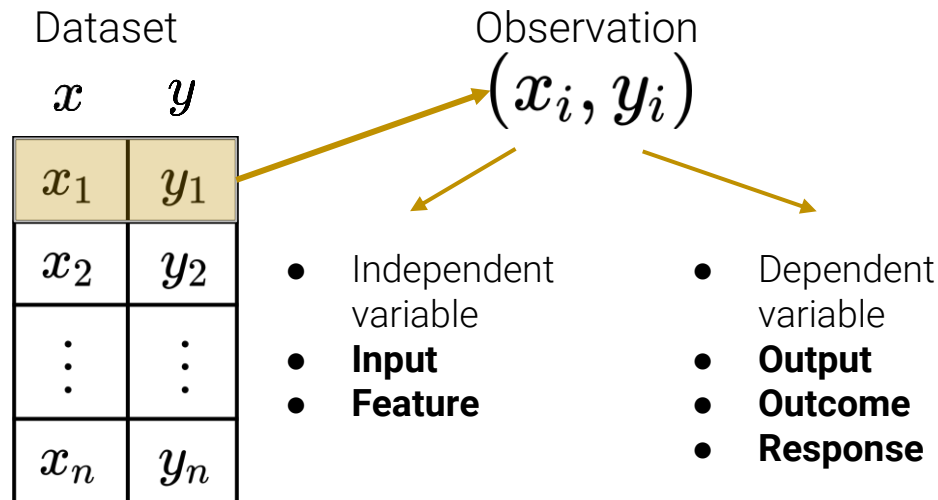 Dataset
x y
x₁ y₁
x₂ y₂
⋮ ⋮
xₙ yₙ
Observation
(xᵢ, yᵢ)
● Independent
variable
● Input
● Feature
● Dependent
variable
● Output
● Outcome
● Response